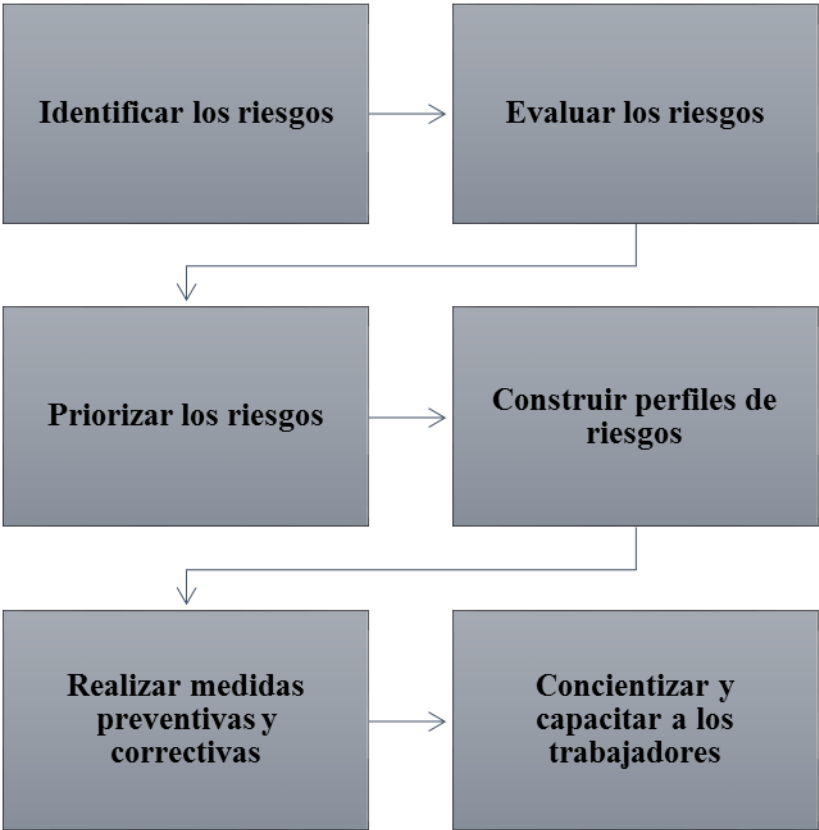 Identificar los riesgos
Evaluar los riesgos
Priorizar los riesgos
Construir perfiles de
riesgos
Realizar medidas
preventivas y
correctivas
Concientizar y
capacitar a los
trabajadores